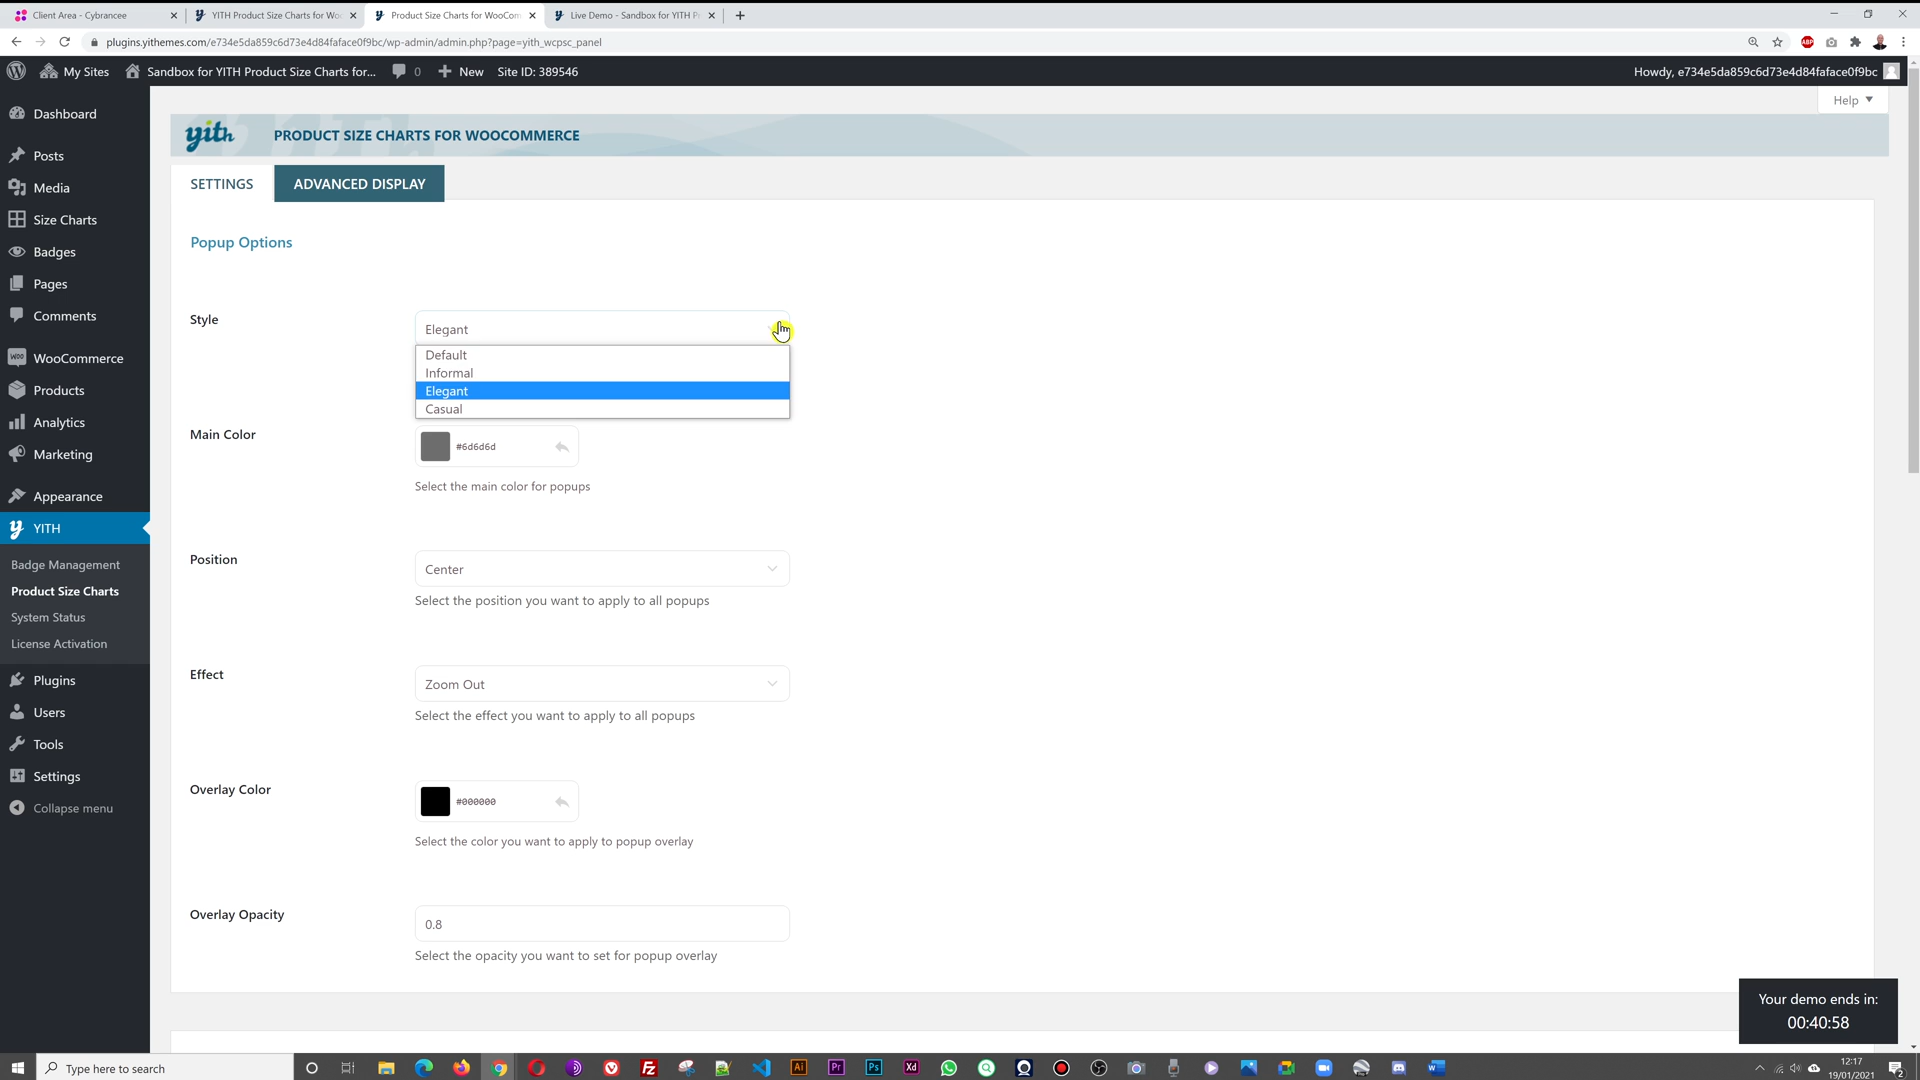 Client Area - Cybrancee
YITH Product Size Charts for Woo
Product Size Charts for WooCom
Live Demo - Sandbox for YITH P
plugins.yithemes.com/e734e5da859c6d73e4d84faface0f9bc/wp-admin/admin.php?page=yith_wcpsc_panel
ABP
My Sites
Sandbox for YITH Product Size Charts for...
0
New
Site ID: 389546
Howdy, e734e5da859c6d73e4d84faface0f9bc
Help
Dashboard
Posts
Media
Size Charts
Badges
Pages
Comments
WooCommerce
Products
Analytics
Marketing
Appearance
YITH
Badge Management
Product Size Charts
System Status
License Activation
Plugins
Users
Tools
Settings
Collapse menu
yith
PRODUCT SIZE CHARTS FOR WOOCOMMERCE
SETTINGS
ADVANCED DISPLAY
Popup Options
Style
Elegant
Default
Informal
Elegant
Casual
Main Color
#6d6d6d
Select the main color for popups
Position
Center
Select the position you want to apply to all popups
Effect
Zoom Out
Select the effect you want to apply to all popups
Overlay Color
#000000
Select the color you want to apply to popup overlay
Overlay Opacity
0.8
Select the opacity you want to set for popup overlay
Your demo ends in:
00:40:58
Type here to search
12:17
19/01/2021